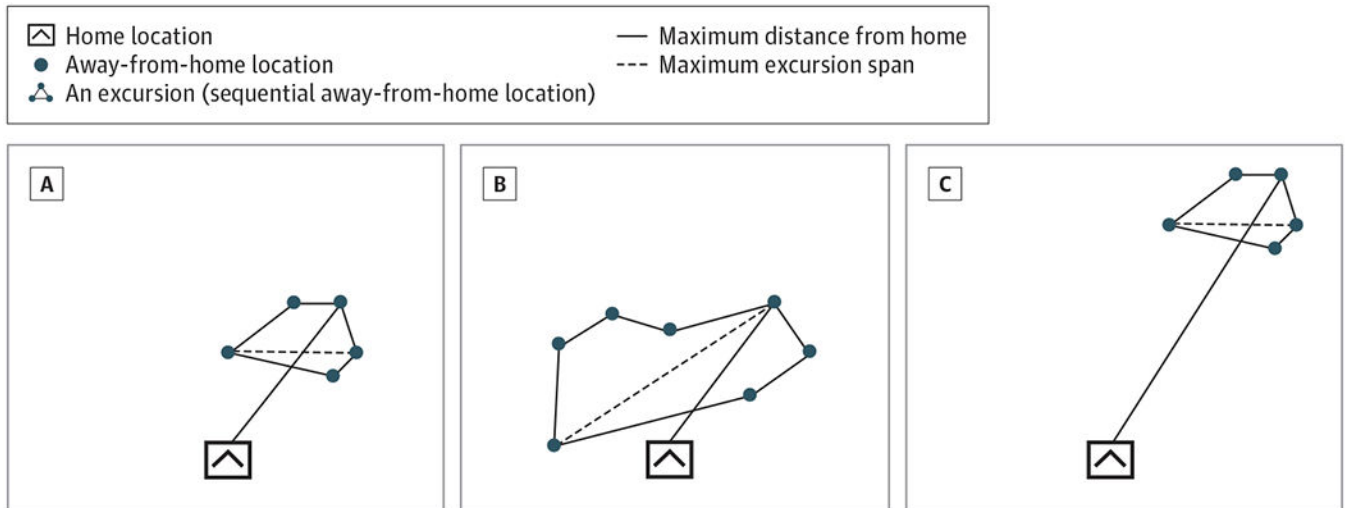 Home location
Away-from-home location
An excursion (sequential away-from-home location)
Maximum distance from home
Maximum excursion span
A
B
C